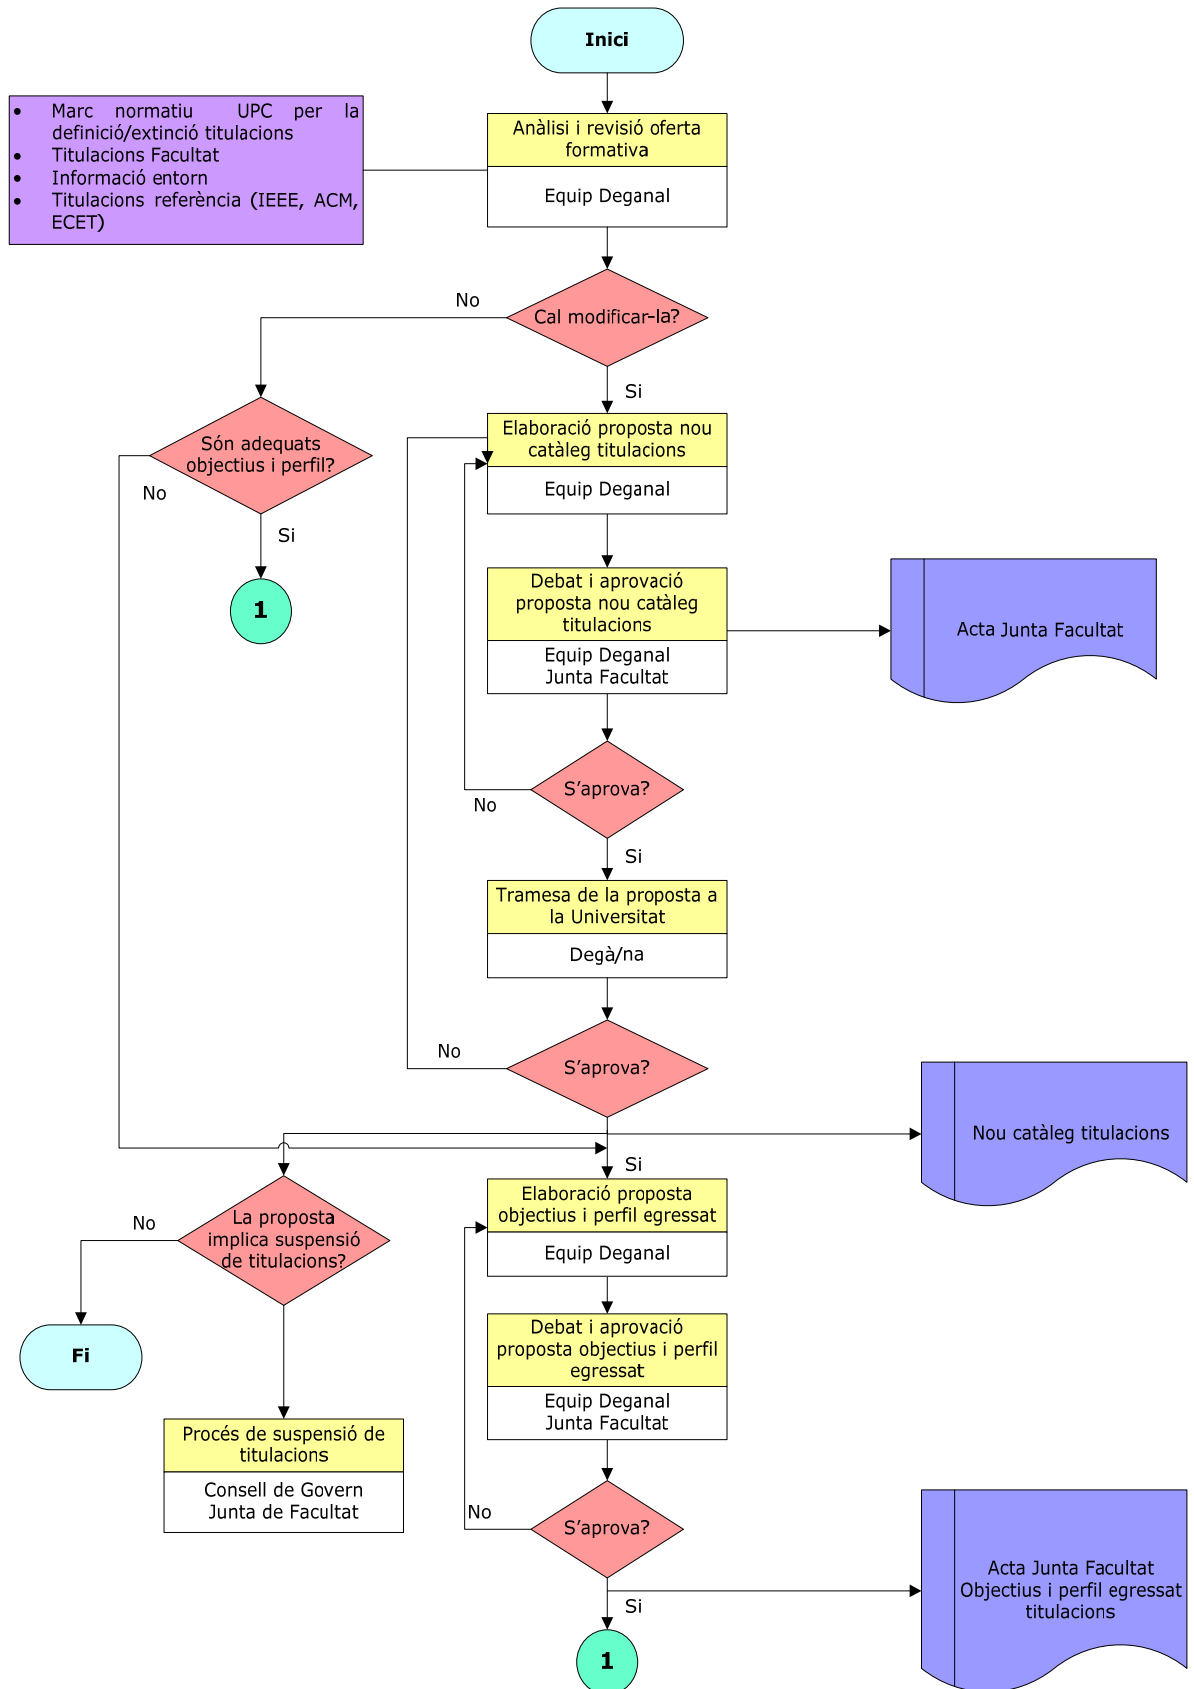 Inici
• Marc normatiu UPC per la
definició/extinció titulacions
• Titulacions Facultat
• Informació entorn
• Titulacions referència (IEEE, ACM,
ECET)
Anàlisi i revisió oferta
formativa
Equip Deganal
Cal modificar-la?
No
Si
Són adequats
objectius i perfil?
No
Si
1
Elaboració proposta nou
catàleg titulacions
Equip Deganal
Debat i aprovació
proposta nou catàleg
titulacions
Equip Deganal
Junta Facultat
Acta Junta Facultat
S'aprova?
No
Si
Tramesa de la proposta a
la Universitat
Degà/na
S'aprova?
No
Nou catàleg titulacions
Si
La proposta
implica suspensió
de titulacions?
No
Fi
Elaboració proposta
objectius i perfil egressat
Equip Deganal
Debat i aprovació
proposta objectius i perfil
egressat
Equip Deganal
Junta Facultat
Procés de suspensió de
titulacions
Consell de Govern
Junta de Facultat
S'aprova?
No
Si
Acta Junta Facultat
Objectius i perfil egressat
titulacions
1